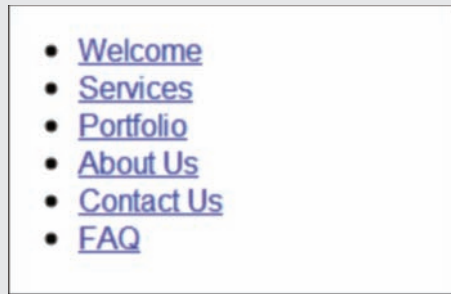 Welcome
Services
Portfolio
About Us
Contact Us
FAQ